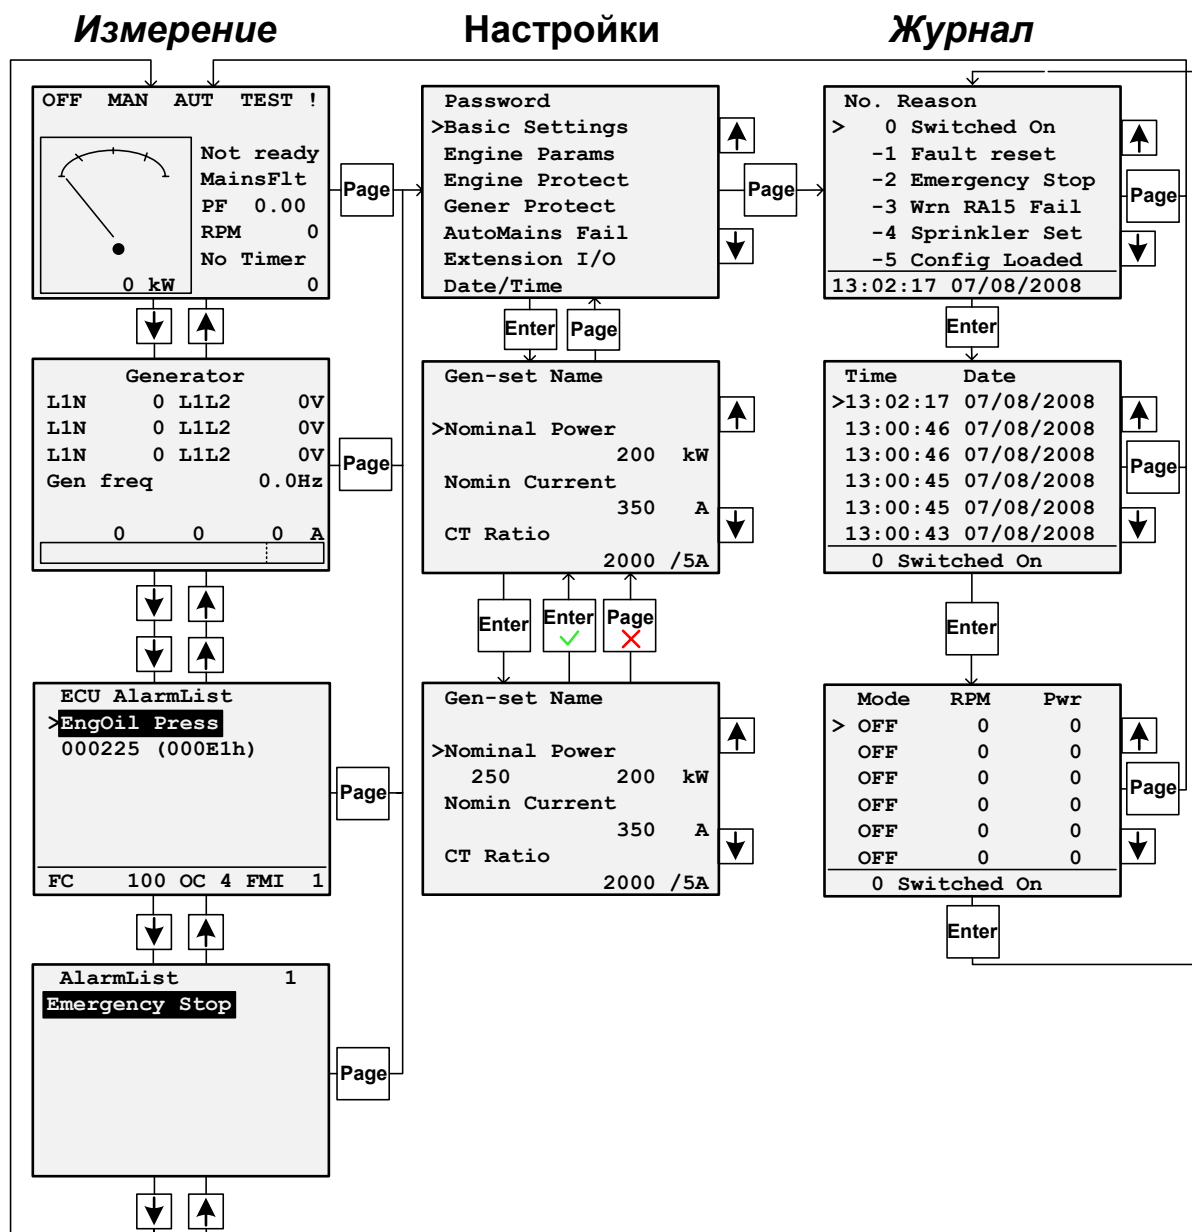 Измерение
Настройки
Журнал
OFF MAN AUT TEST !
Not ready
MainsFlt
PF 0.00
RPM 0
No Timer
0 kW 0
Page
Generator
L1N 0 L1L2 0V
L1N 0 L1L2 0V
L1N 0 L1L2 0V
Gen freq 0.0Hz
0 0 0 A
Page
ECU AlarmList
>EngOil Press
000225 (000E1h)
FC 100 OC 4 FMI 1
Page
AlarmList 1
Emergency Stop
Page
Password
>Basic Settings
Engine Params
Engine Protect
Gener Protect
AutoMains Fail
Extension I/O
Date/Time
Page
Enter Page
Gen-set Name
>Nominal Power
200 kW
Nomin Current
350 A
CT Ratio
2000 /5A
Enter Enter Page
Gen-set Name
>Nominal Power
250 200 kW
Nomin Current
350 A
CT Ratio
2000 /5A
No. Reason
> 0 Switched On
-1 Fault reset
-2 Emergency Stop
-3 Wrn RA15 Fail
-4 Sprinkler Set
-5 Config Loaded
13:02:17 07/08/2008
Page
Enter
Time Date
>13:02:17 07/08/2008
13:00:46 07/08/2008
13:00:46 07/08/2008
13:00:45 07/08/2008
13:00:45 07/08/2008
13:00:43 07/08/2008
0 Switched On
Page
Enter
Mode RPM Pwr
> OFF 0 0
OFF 0 0
OFF 0 0
OFF 0 0
OFF 0 0
OFF 0 0
0 Switched On
Page
Enter